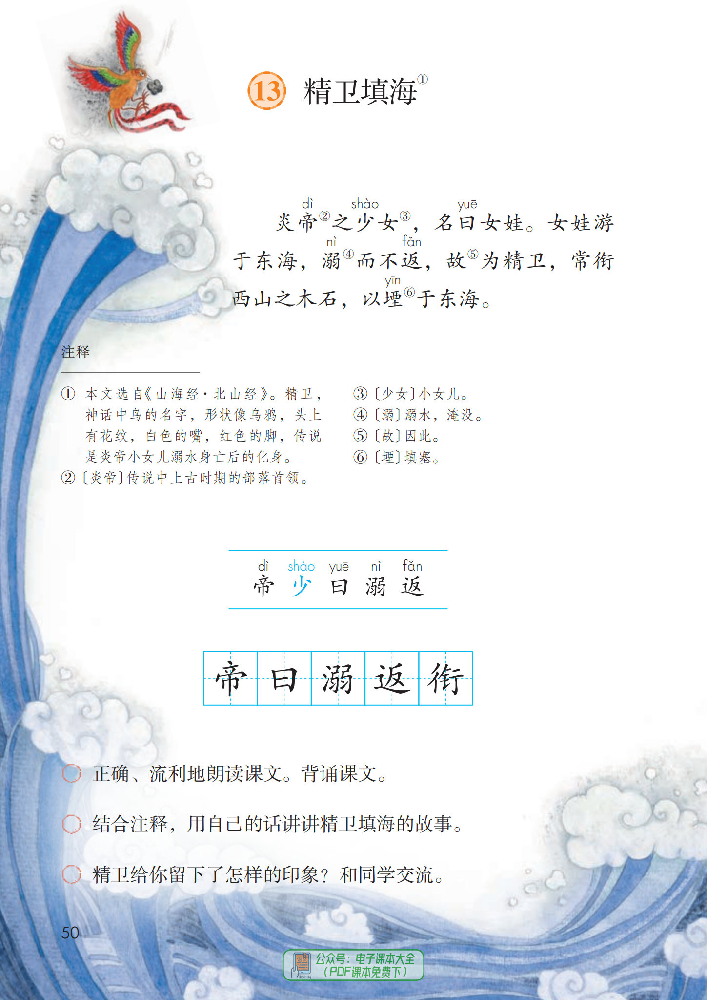 13 精卫填海①
dì shào yuē
炎帝②之少女③，名曰女娃。女娃游
nì fǎn
于东海，溺④而不返，故⑤为精卫，常衔
yīn
西山之木石，以堙⑥于东海。
注释
① 本文选自《山海经·北山经》。精卫，
神话中鸟的名字，形状像乌鸦，头上
有花纹，白色的嘴，红色的脚，传说
是炎帝小女儿溺水身亡后的化身。
②〔炎帝〕传说中上古时期的部落首领。
③〔少女〕小女儿。
④〔溺〕溺水，淹没。
⑤〔故〕因此。
⑥〔堙〕填塞。
dì shào yuē nì fǎn
帝 少 曰 溺 返
帝 曰 溺 返 衔
正确、流利地朗读课文。背诵课文。
结合注释，用自己的话讲讲精卫填海的故事。
精卫给你留下了怎样的印象？和同学交流。
50
语文
dzkbdq
公众号：电子课本大全
（PDF课本免费下）